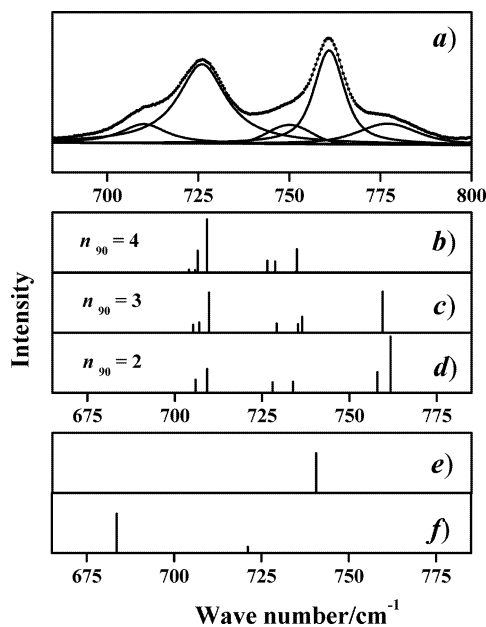 a)
700 725 750 775 800
n 90 = 4 b)
n 90 = 3 c)
n 90 = 2 d)
675 700 725 750 775
e)
f)
675 700 725 750 775
Intensity
Wave number/cm-1